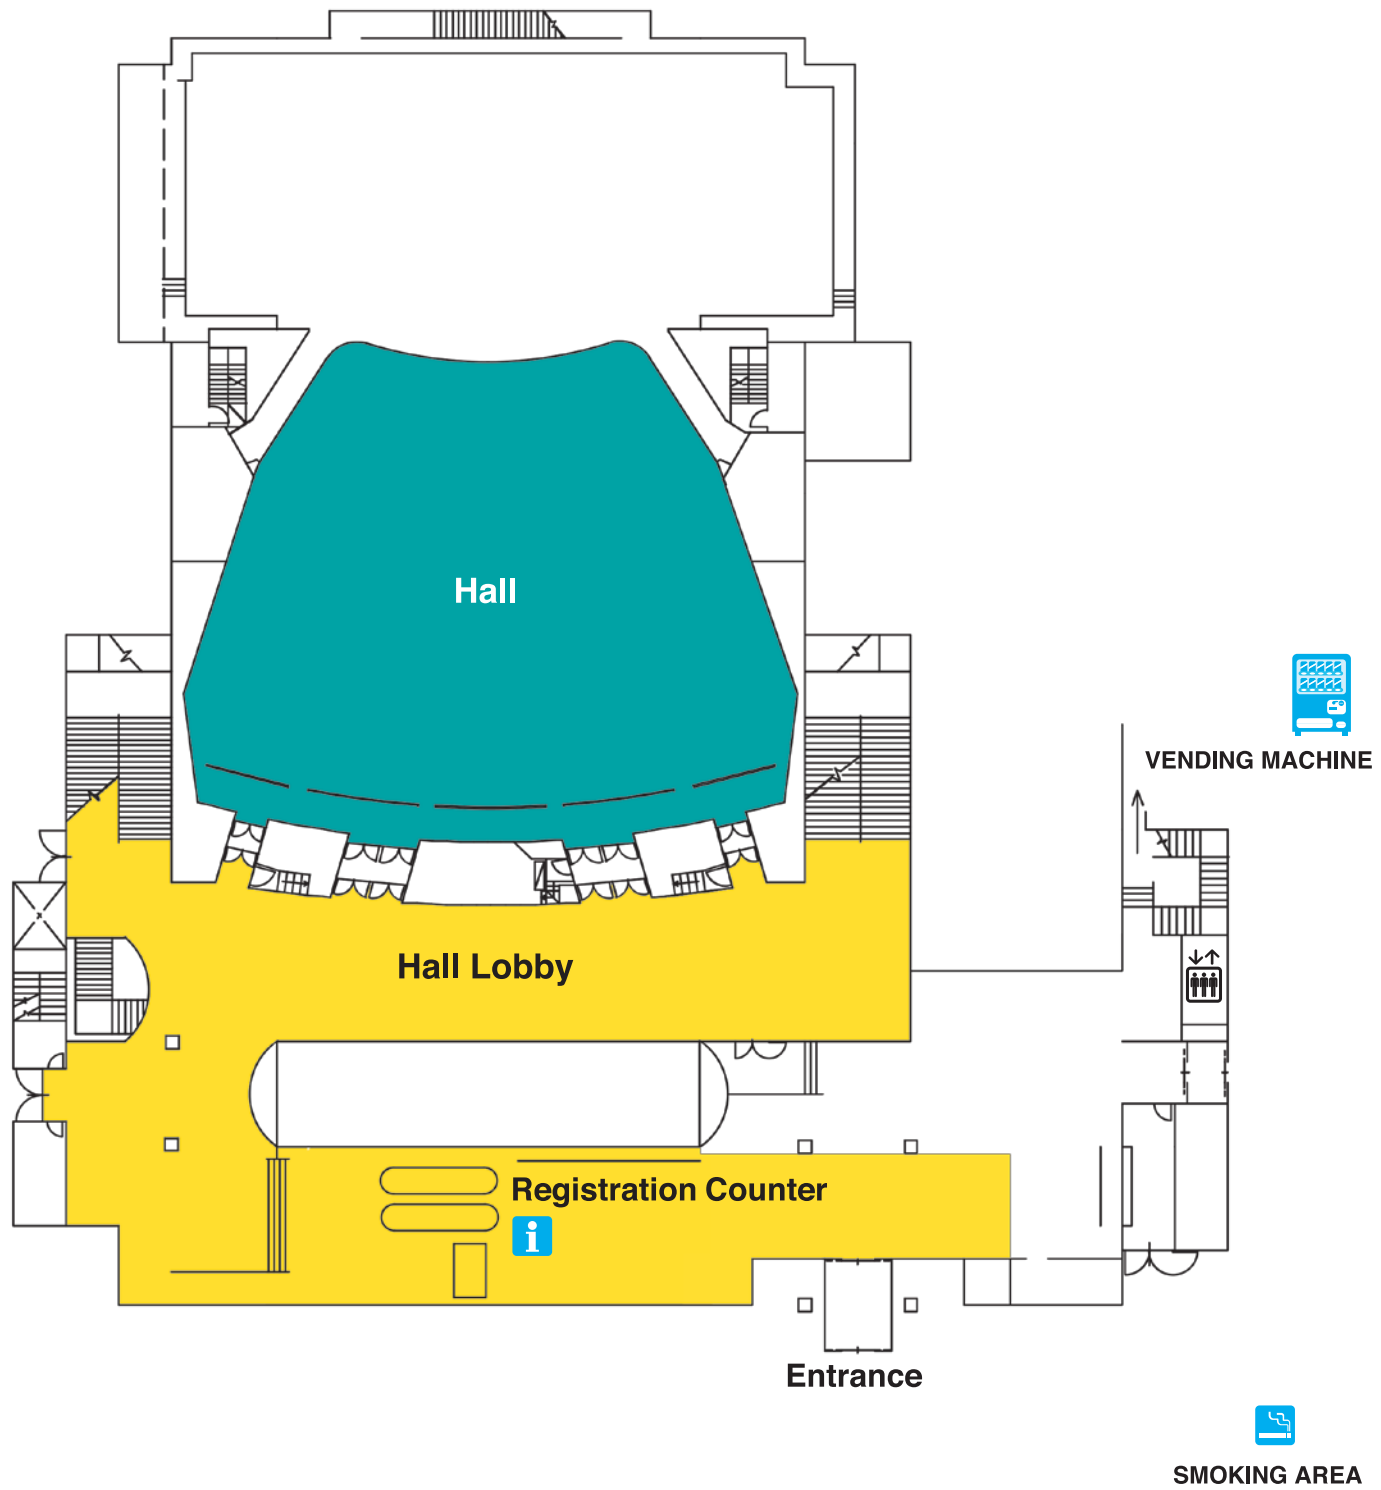 Hall
VENDING MACHINE
Hall Lobby
Registration Counter
i
Entrance
SMOKING AREA